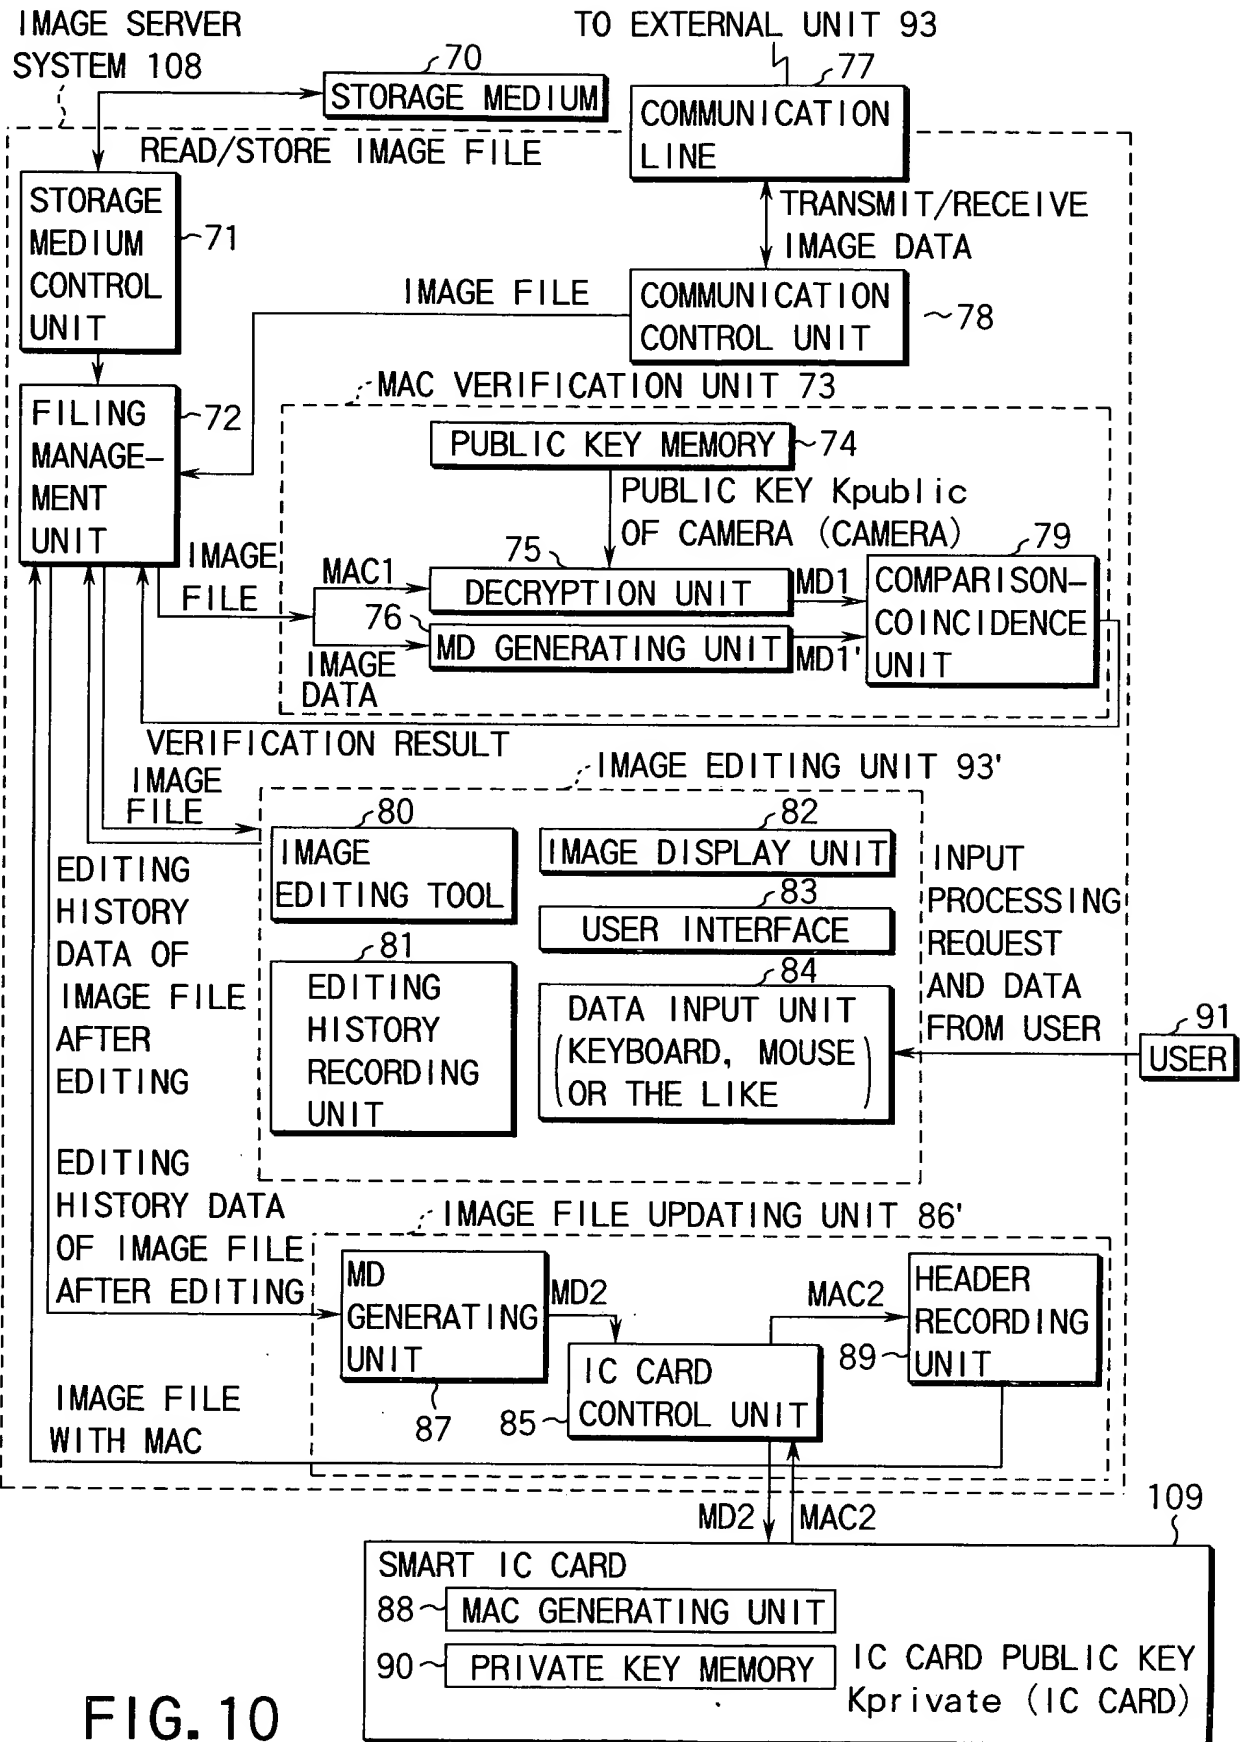 IMAGE SERVER
SYSTEM 108
TO EXTERNAL UNIT 93
70
STORAGE MEDIUM
77
COMMUNICATION
LINE
READ/STORE IMAGE FILE
STORAGE
MEDIUM
CONTROL
UNIT
71
TRANSMIT/RECEIVE
IMAGE DATA
IMAGE FILE
COMMUNICATION
CONTROL UNIT
78
FILING
MANAGE-
MENT
UNIT
72
MAC VERIFICATION UNIT 73
PUBLIC KEY MEMORY
74
PUBLIC KEY Kpublic
OF CAMERA (CAMERA)
IMAGE
FILE
MAC1
75
DECRYPTION UNIT
MD1
79
COMPARISON-
COINCIDENCE
UNIT
76
MD GENERATING UNIT
MD1'
IMAGE
DATA
VERIFICATION RESULT
IMAGE
FILE
IMAGE EDITING UNIT 93'
80
IMAGE
EDITING TOOL
82
IMAGE DISPLAY UNIT
83
USER INTERFACE
81
EDITING
HISTORY
RECORDING
UNIT
84
DATA INPUT UNIT
(KEYBOARD, MOUSE
OR THE LIKE)
INPUT
PROCESSING
REQUEST
AND DATA
FROM USER
91
USER
EDITING
HISTORY
DATA OF
IMAGE FILE
AFTER
EDITING
EDITING
HISTORY DATA
OF IMAGE FILE
AFTER EDITING
IMAGE FILE UPDATING UNIT 86'
MD
GENERATING
UNIT
87
MD2
IC CARD
CONTROL UNIT
85
MAC2
HEADER
RECORDING
UNIT
89
IMAGE FILE
WITH MAC
MD2
MAC2
109
SMART IC CARD
88
MAC GENERATING UNIT
90
PRIVATE KEY MEMORY
IC CARD PUBLIC KEY
Kprivate (IC CARD)
FIG. 10